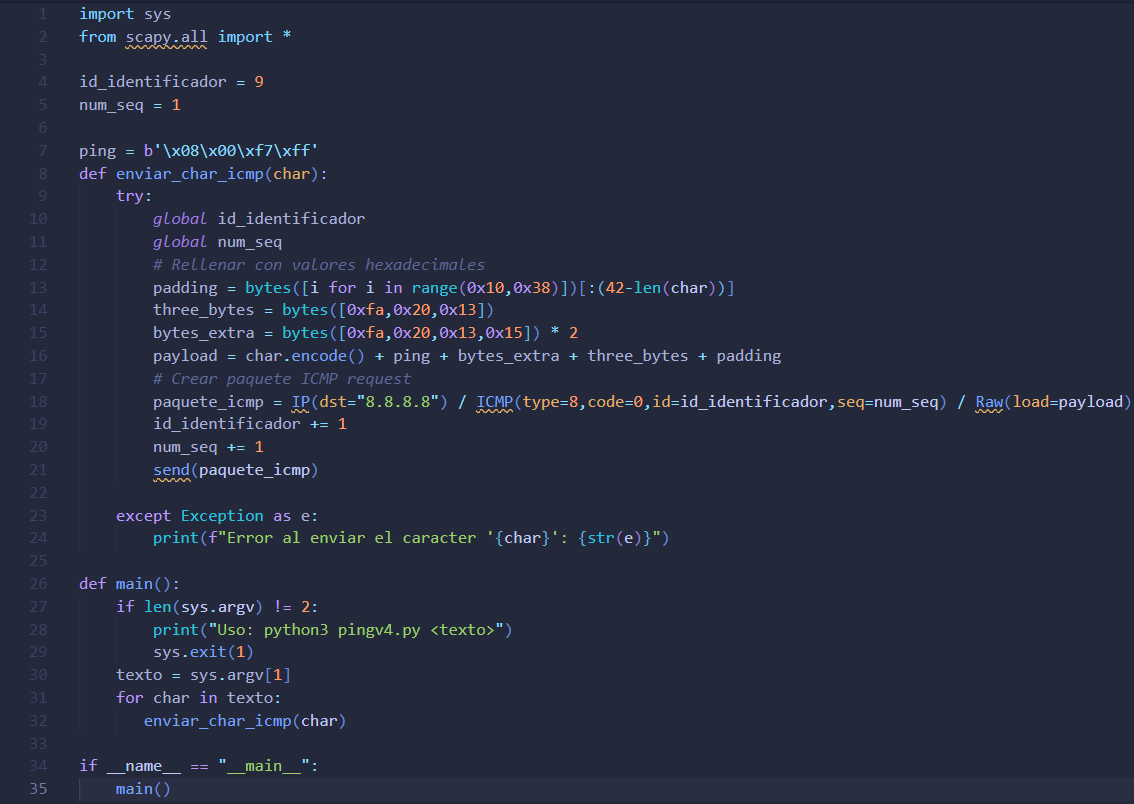 1 import sys
2 from scapy.all import *
3
4 id_identificador = 9
5 num_seq = 1
6
7 ping = b'\x08\x00\xf7\xff'
8 def enviar_char_icmp(char):
9     try:
10         global id_identificador
11         global num_seq
12         # Rellenar con valores hexadecimales
13         padding = bytes([i for i in range(0x10,0x38)])[:(42-len(char))]
14         three_bytes = bytes([0xfa,0x20,0x13])
15         bytes_extra = bytes([0xfa,0x20,0x13,0x15]) * 2
16         payload = char.encode() + ping + bytes_extra + three_bytes + padding
17         # Crear paquete ICMP request
18         paquete_icmp = IP(dst="8.8.8.8") / ICMP(type=8,code=0,id=id_identificador,seq=num_seq) / Raw(load=payload)
19         id_identificador += 1
20         num_seq += 1
21         send(paquete_icmp)
22
23     except Exception as e:
24         print(f"Error al enviar el caracter '{char}': {str(e)}")
25
26 def main():
27     if len(sys.argv) != 2:
28         print("Uso: python3 pingv4.py <texto>")
29         sys.exit(1)
30     texto = sys.argv[1]
31     for char in texto:
32        enviar_char_icmp(char)
33
34 if __name__ == "__main__":
35     main()